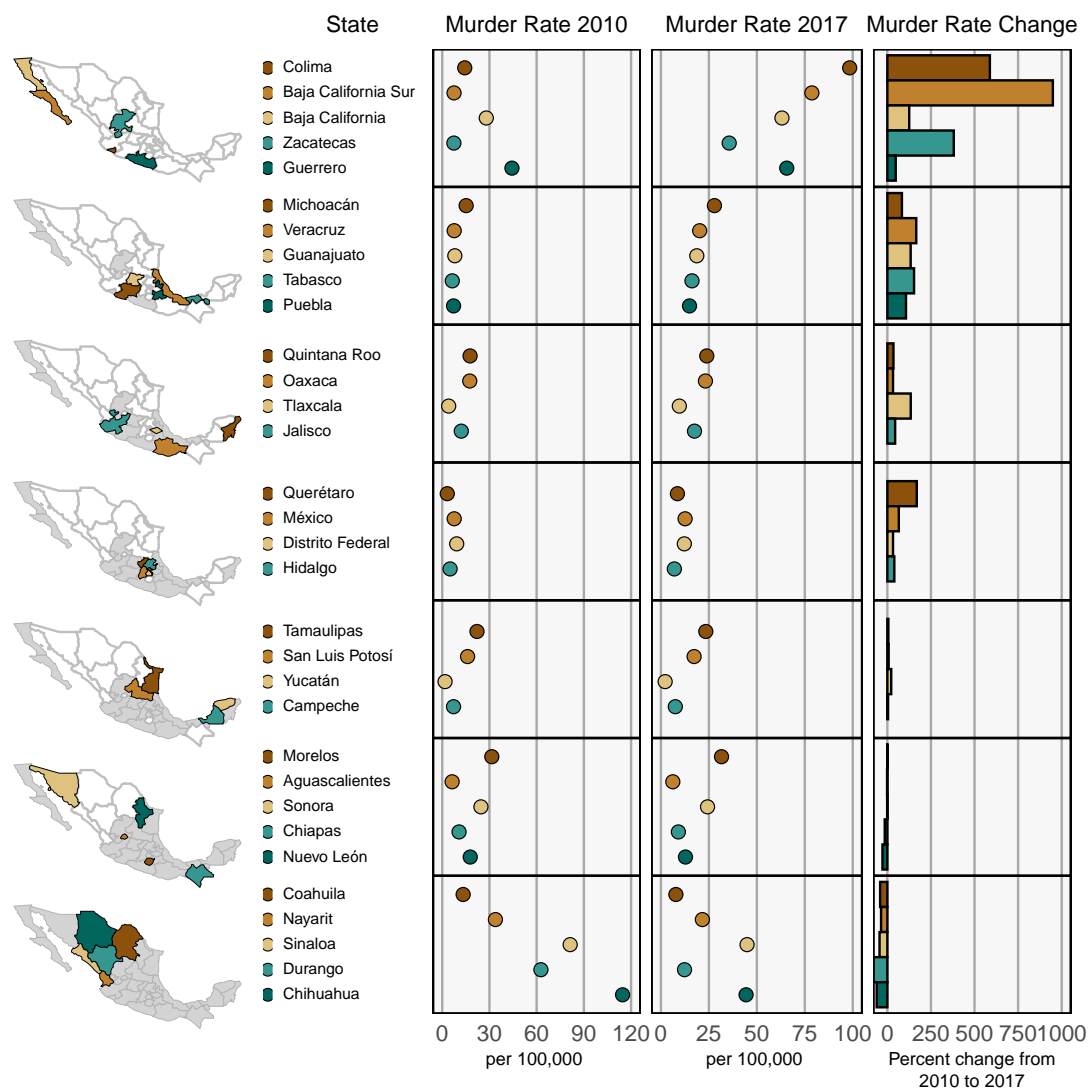 State Murder Rate 2010 Murder Rate 2017 Murder Rate Change
Colima
Baja California Sur
Baja California
Zacatecas
Guerrero
Michoacán
Veracruz
Guanajuato
Tabasco
Puebla
Quintana Roo
Oaxaca
Tlaxcala
Jalisco
Querétaro
México
Distrito Federal
Hidalgo
Tamaulipas
San Luis Potosí
Yucatán
Campeche
Morelos
Aguascalientes
Sonora
Chiapas
Nuevo León
Coahuila
Nayarit
Sinaloa
Durango
Chihuahua
0 30 60 90 120 0 25 50 75 100 0 250 500 750 1000
per 100,000 per 100,000 Percent change from
2010 to 2017